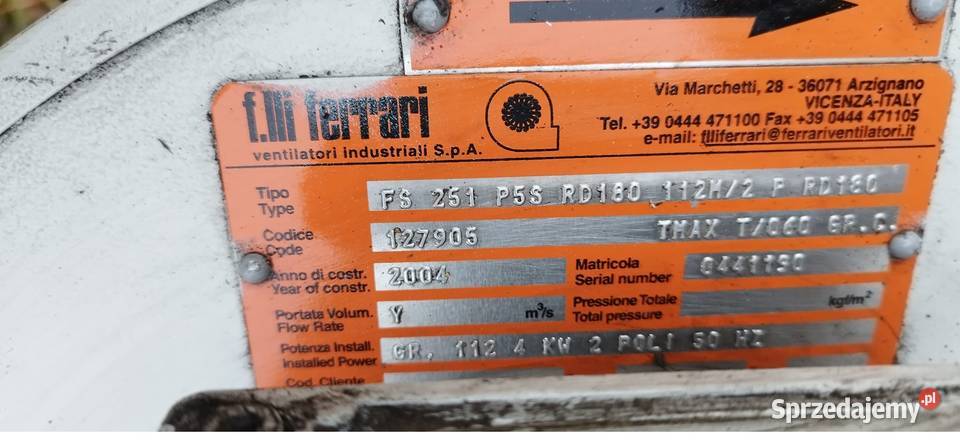 f.lli ferrari
ventilatori industriali S.p.A.
Via Marchetti, 28 - 36071 Arzignano
VICENZA-ITALY
Tel. +39 0444 471100 Fax +39 0444 471105
e-mail: flliferrari@ferrariventilatori.it
Tipo
Type
FS 251 P5S RD180 112M/2 P RD180
Codice
Code
127905 TMAX T/060 GR.C.
Anno di costr.
Year of constr.
2004
Matricola
Serial number
0441190
Portata Volum.
Flow Rate
Y m³/s
Pressione Totale
Total pressure
kgf/m²
Potenza Install.
Installed Power
GR. 112 4 KW 2 POLI 50 HZ
Cod. Cliente
Sprzedajemy.pl